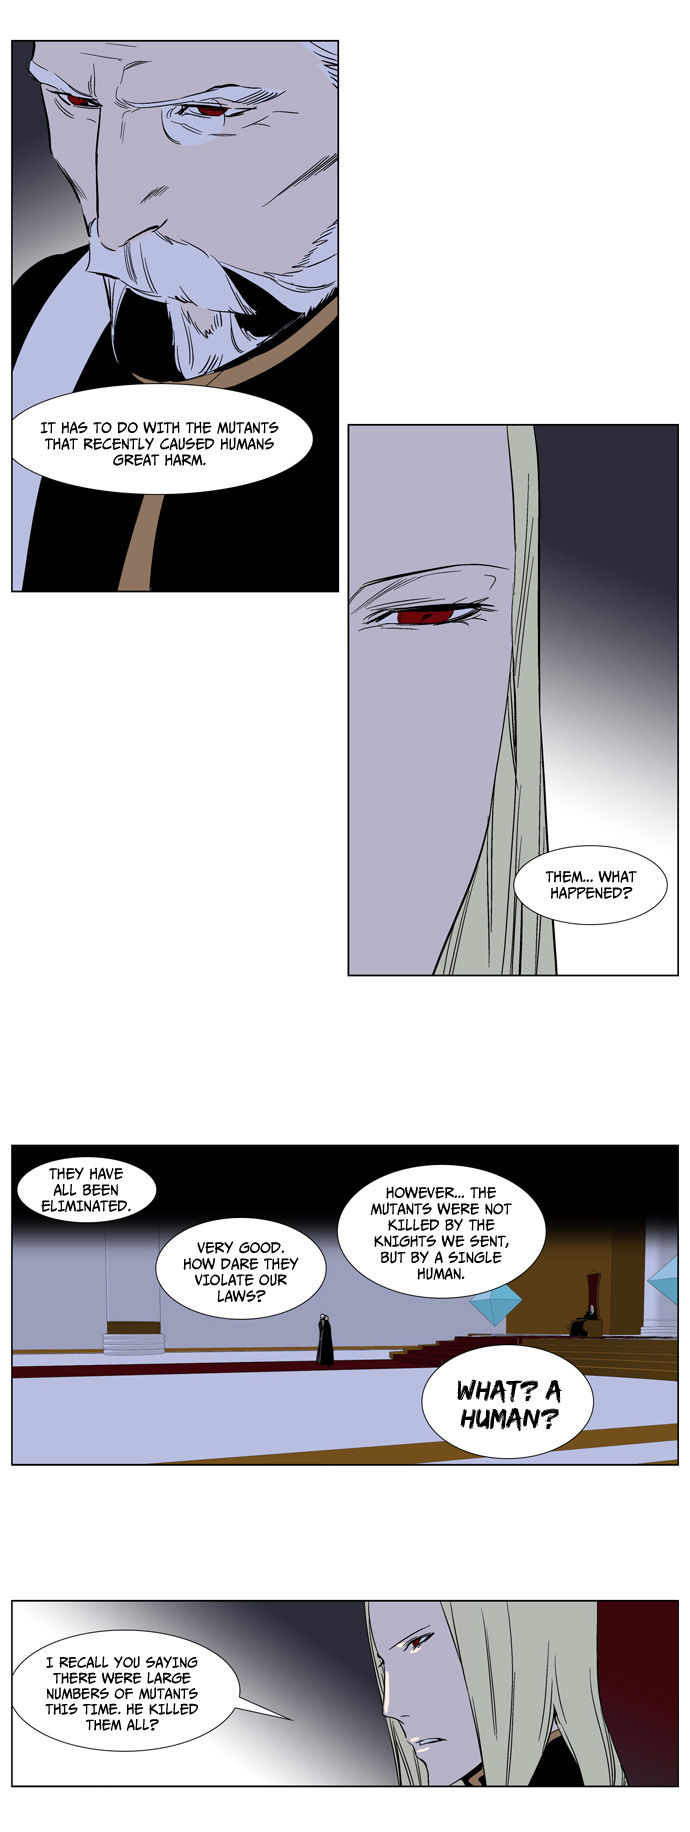 IT HAS TO DO WITH THE MUTANTS
THAT RECENTLY CAUSED HUMANS
GREAT HARM.
THEM... WHAT
HAPPENED?
THEY HAVE
ALL BEEN
ELIMINATED.
VERY GOOD.
HOW DARE THEY
VIOLATE OUR
LAWS?
HOWEVER... THE
MUTANTS WERE NOT
KILLED BY THE
KNIGHTS WE SENT,
BUT BY A SINGLE
HUMAN.
WHAT? A
HUMAN?
I RECALL YOU SAYING
THERE WERE LARGE
NUMBERS OF MUTANTS
THIS TIME. HE KILLED
THEM ALL?